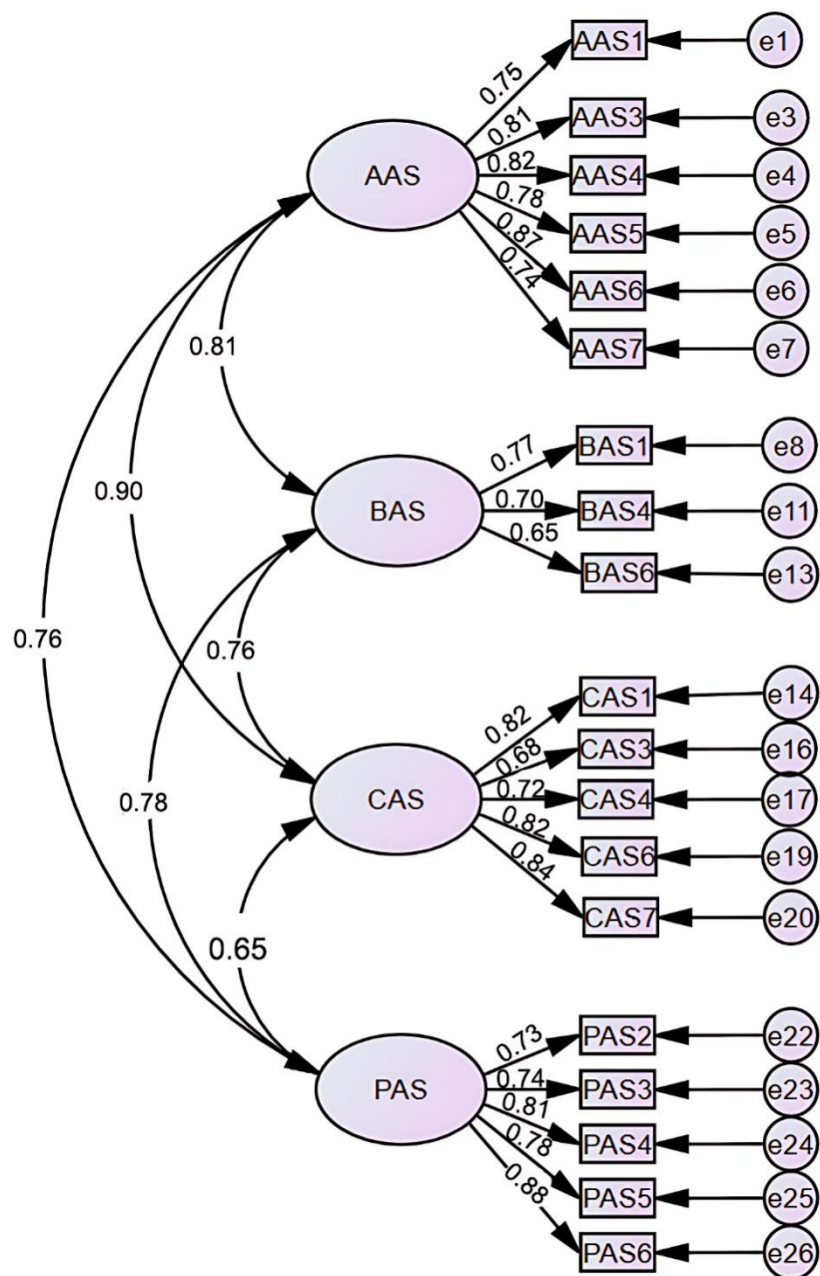 AAS
0.75
AAS1
e1
0.81
AAS3
e3
0.82
AAS4
e4
0.78
AAS5
e5
0.87
AAS6
e6
0.74
AAS7
e7
0.81
0.90
0.76
BAS
0.77
BAS1
e8
0.70
BAS4
e11
0.65
BAS6
e13
0.76
0.78
CAS
0.82
CAS1
e14
0.68
CAS3
e16
0.72
CAS4
e17
0.82
CAS6
e19
0.84
CAS7
e20
0.65
PAS
0.73
PAS2
e22
0.74
PAS3
e23
0.81
PAS4
e24
0.78
PAS5
e25
0.88
PAS6
e26